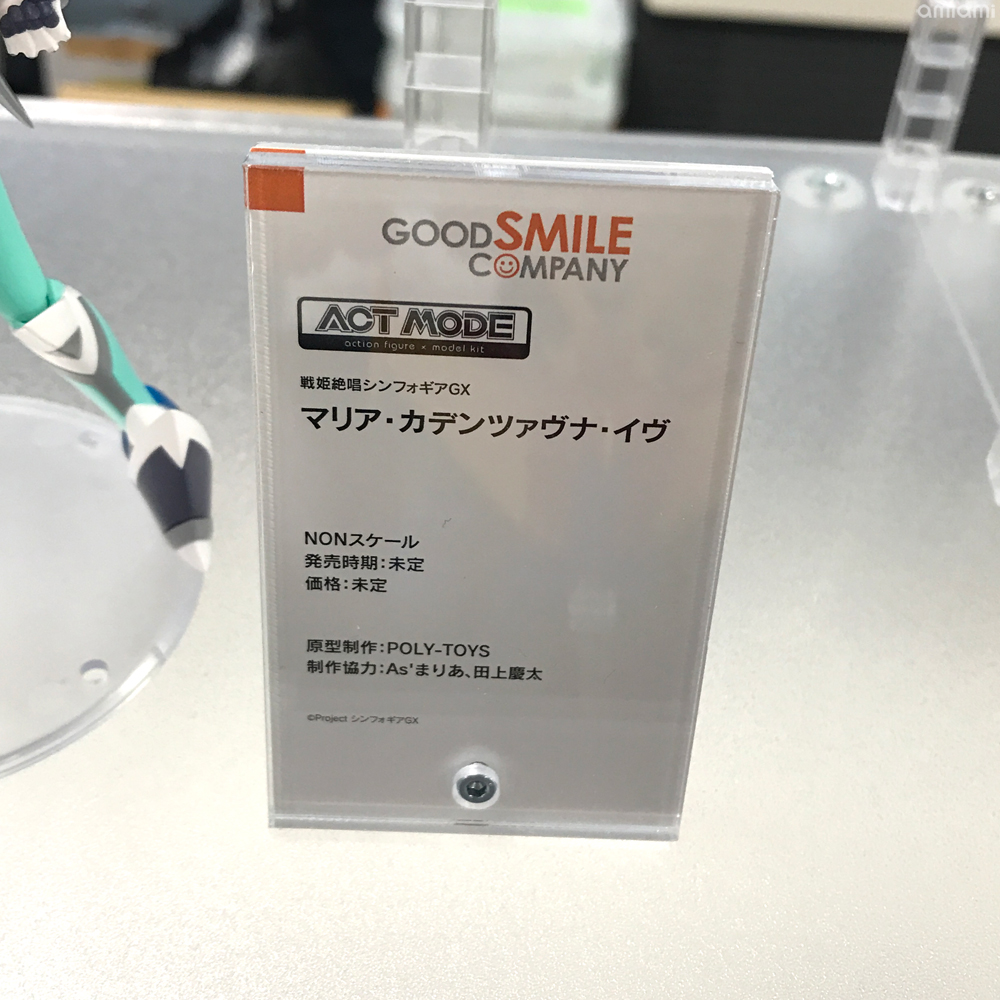 amiami
GOODSMILE
COMPANY
ACT MODE
action figure × model kit
戦姫絶唱シンフォギアGX
マリア・カデンツァヴナ・イヴ
NONスケール
発売時期：未定
価格：未定
原型制作：POLY-TOYS
制作協力：As'まりあ、田上慶太
©Project シンフォギアGX